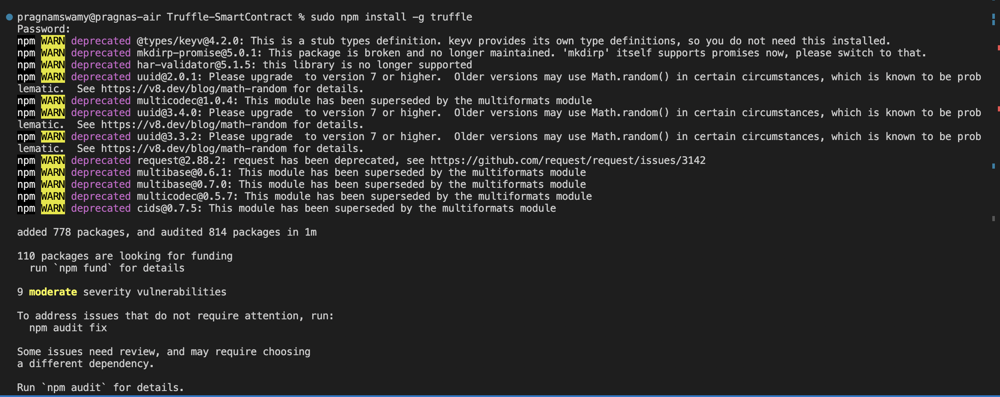 pragnamswamy@pragnas-air Truffle-SmartContract % sudo npm install -g truffle
Password:
npm WARN deprecated @types/keyv@4.2.0: This is a stub types definition. keyv provides its own type definitions, so you do not need this installed.
npm WARN deprecated mkdirp-promise@5.0.1: This package is broken and no longer maintained. 'mkdirp' itself supports promises now, please switch to that.
npm WARN deprecated har-validator@5.1.5: this library is no longer supported
npm WARN deprecated uuid@2.0.1: Please upgrade  to version 7 or higher.  Older versions may use Math.random() in certain circumstances, which is known to be prob
lematic.  See https://v8.dev/blog/math-random for details.
npm WARN deprecated multicodec@1.0.4: This module has been superseded by the multiformats module
npm WARN deprecated uuid@3.4.0: Please upgrade  to version 7 or higher.  Older versions may use Math.random() in certain circumstances, which is known to be prob
lematic.  See https://v8.dev/blog/math-random for details.
npm WARN deprecated uuid@3.3.2: Please upgrade  to version 7 or higher.  Older versions may use Math.random() in certain circumstances, which is known to be prob
lematic.  See https://v8.dev/blog/math-random for details.
npm WARN deprecated request@2.88.2: request has been deprecated, see https://github.com/request/request/issues/3142
npm WARN deprecated multibase@0.6.1: This module has been superseded by the multiformats module
npm WARN deprecated multibase@0.7.0: This module has been superseded by the multiformats module
npm WARN deprecated multicodec@0.5.7: This module has been superseded by the multiformats module
npm WARN deprecated cids@0.7.5: This module has been superseded by the multiformats module
added 778 packages, and audited 814 packages in 1m
110 packages are looking for funding
  run `npm fund` for details
9 moderate severity vulnerabilities
To address issues that do not require attention, run:
  npm audit fix
Some issues need review, and may require choosing
a different dependency.
Run `npm audit` for details.